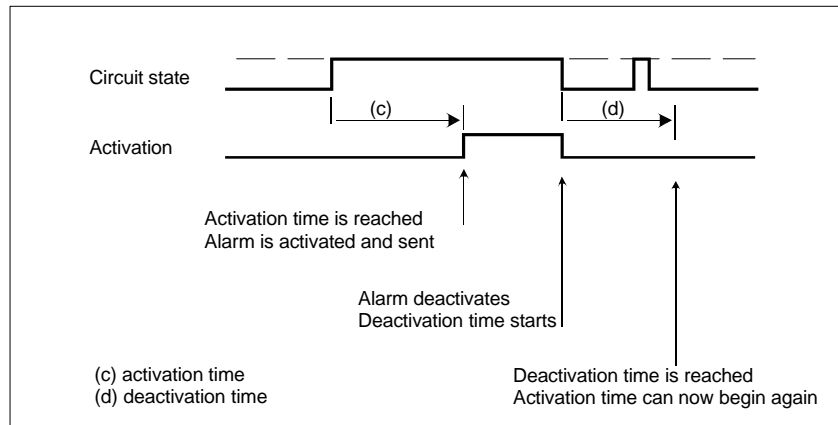 Circuit state
(c)
(d)
Activation
Activation time is reached
Alarm is activated and sent
Alarm deactivates
Deactivation time starts
(c) activation time
(d) deactivation time
Deactivation time is reached
Activation time can now begin again